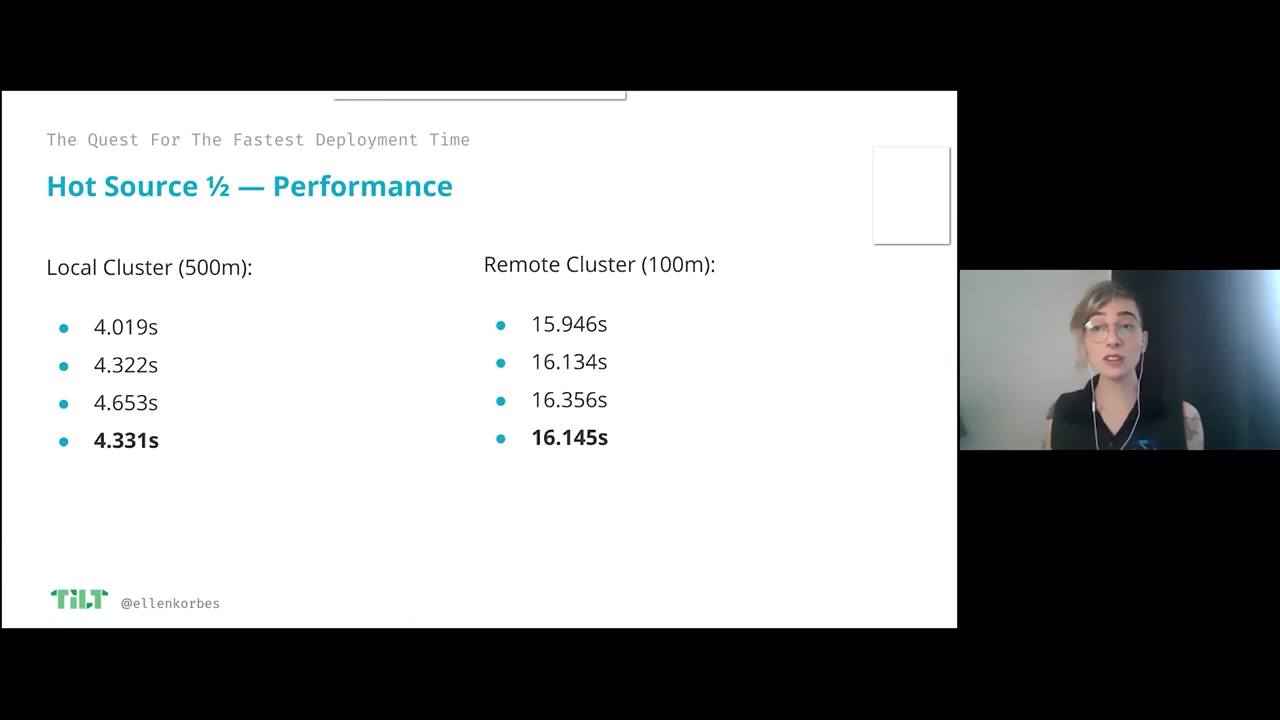 The Quest For The Fastest Deployment Time
Hot Source ½ — Performance
Local Cluster (500m):
4.019s
4.322s
4.653s
4.331s
Remote Cluster (100m):
15.946s
16.134s
16.356s
16.145s
TiLT @ellenkorbes